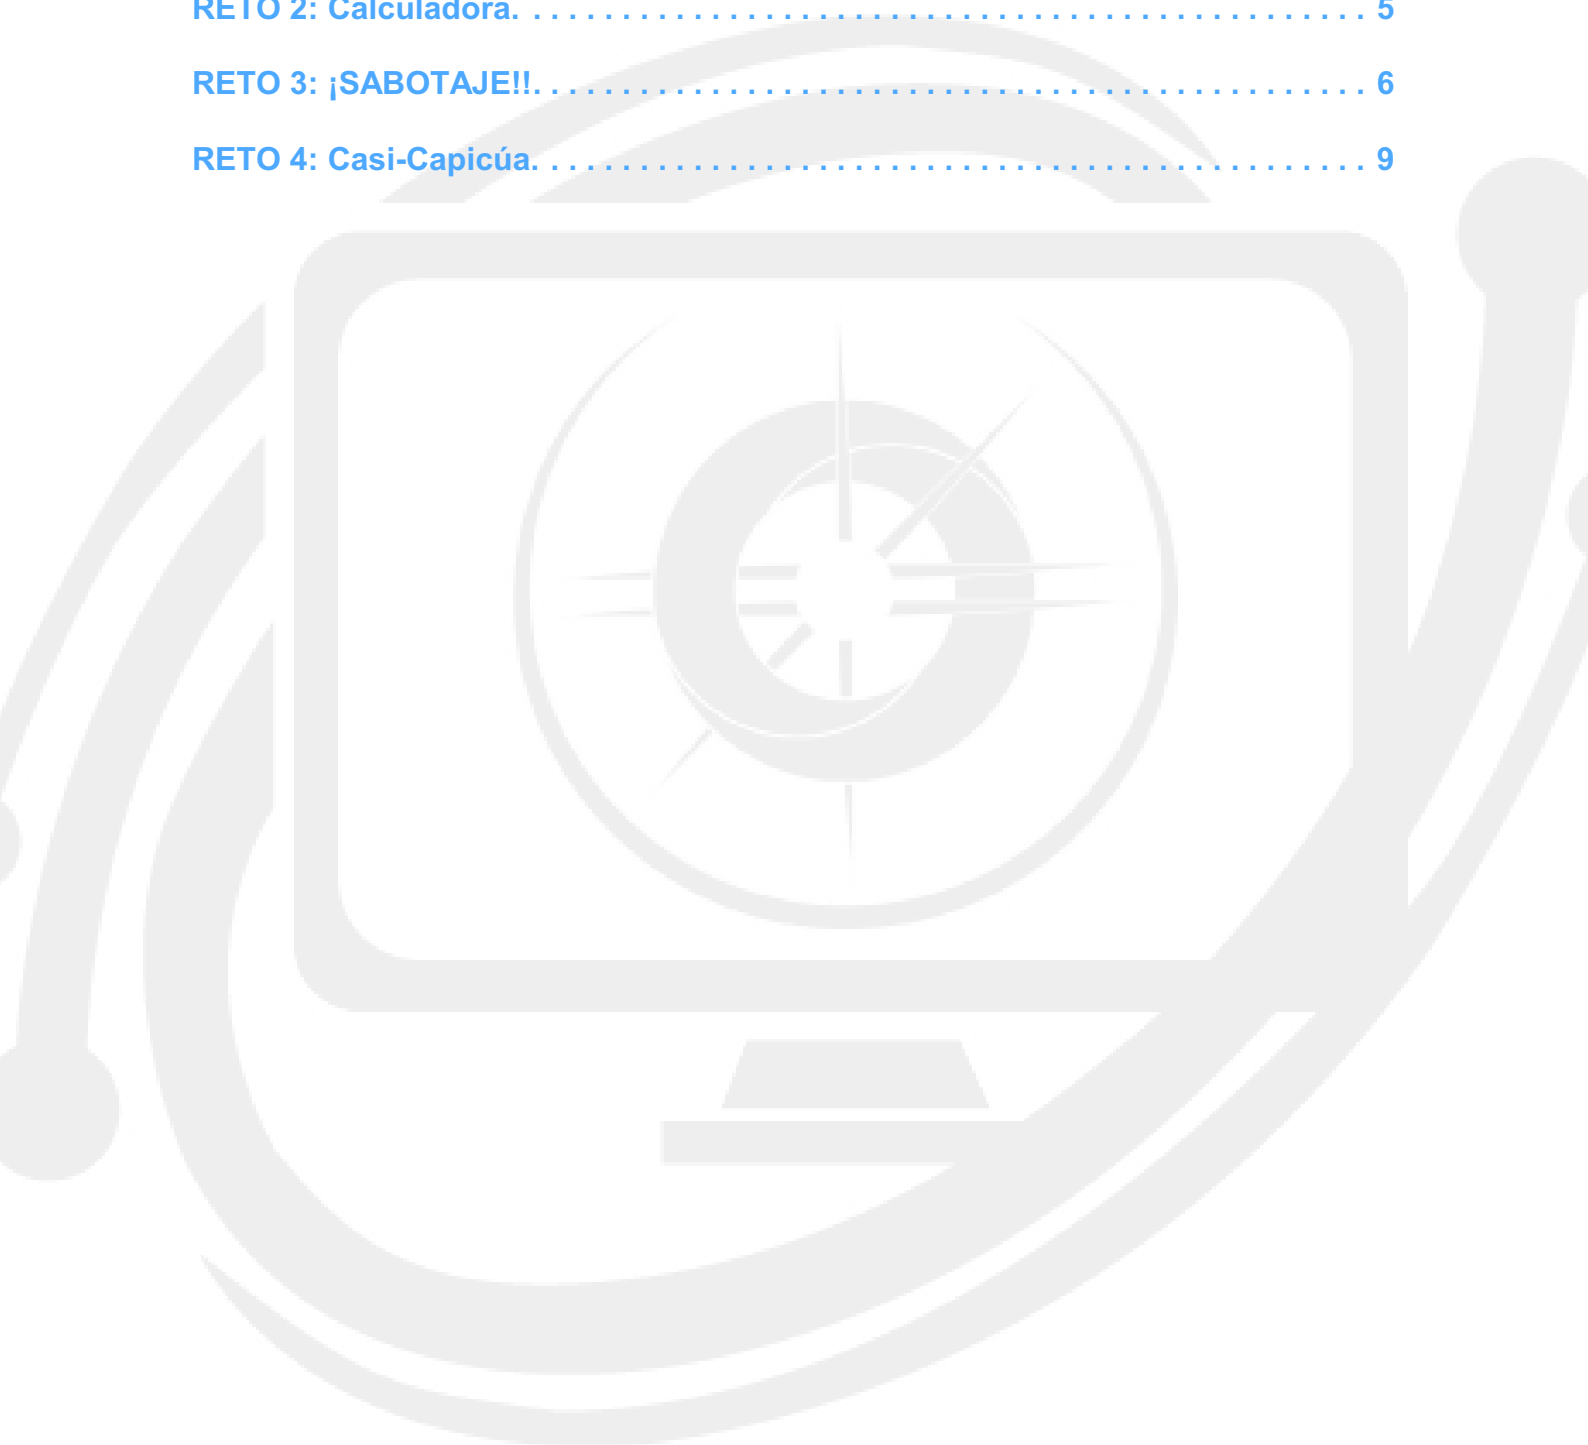 RETO 2: Calculadora. . . . . . . . . . . . . . . . . . . . . . . . . . . . . . . . . . . . . . . . . . . . . . . . 5
RETO 3: ¡SABOTAJE!!. . . . . . . . . . . . . . . . . . . . . . . . . . . . . . . . . . . . . . . . . . . . . . . 6
RETO 4: Casi-Capicúa. . . . . . . . . . . . . . . . . . . . . . . . . . . . . . . . . . . . . . . . . . . . . . . 9